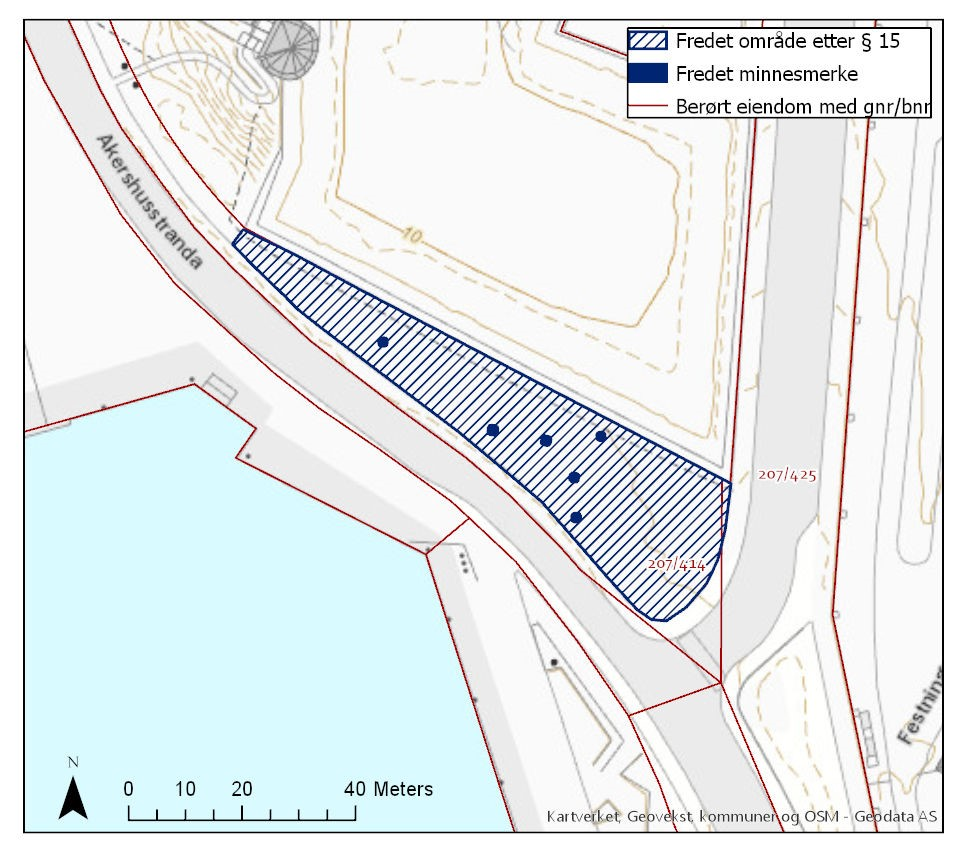 Fredet område etter § 15
Fredet minnesmerke
Berørt eiendom med gnr/bnr
Akershusstranda
10
207/425
207/414
Festnin
N
0 10 20 40 Meters
Kartverket, Geovekst, kommuner og OSM - Geodata AS